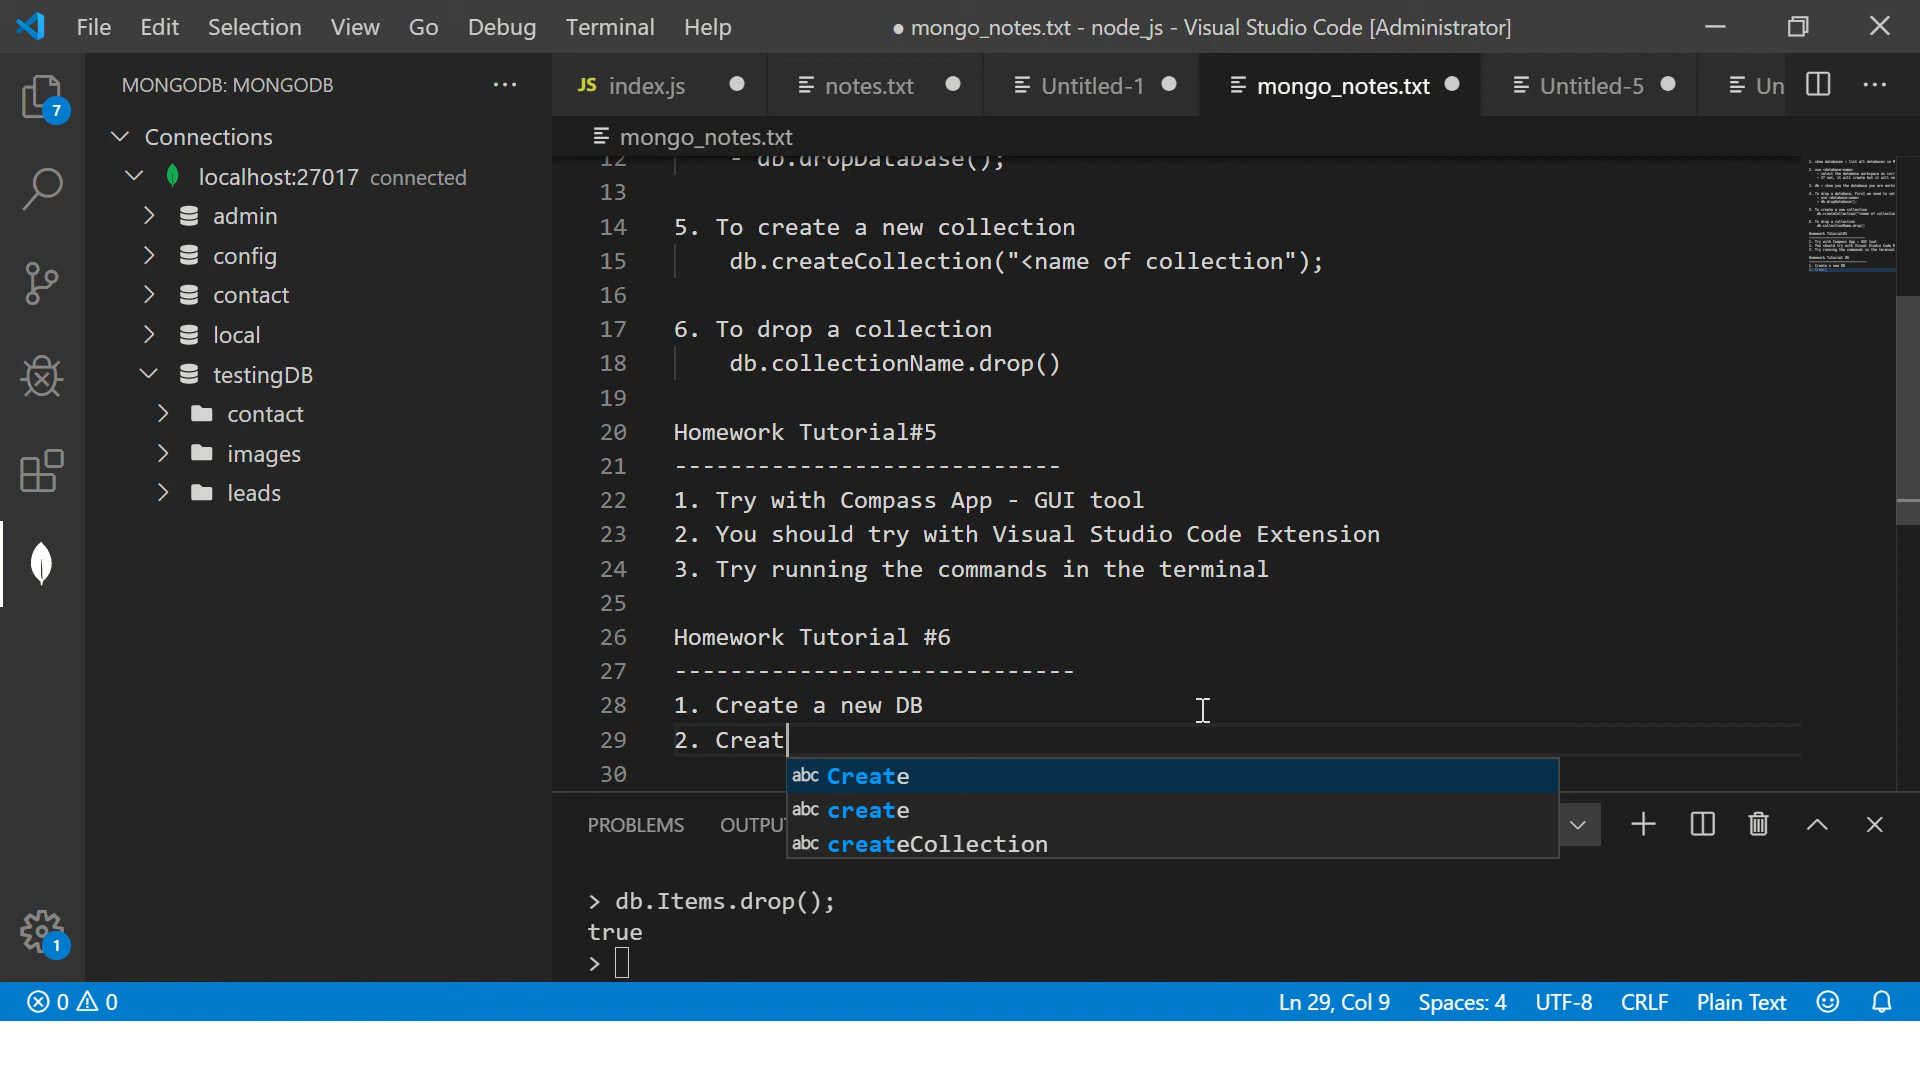 File Edit Selection View Go Debug Terminal Help
● mongo_notes.txt - node_js - Visual Studio Code [Administrator]
MONGODB: MONGODB
JS index.js
notes.txt
Untitled-1
mongo_notes.txt
Untitled-5
Un
7
Connections
localhost:27017 connected
admin
config
contact
local
testingDB
contact
images
leads
1
mongo_notes.txt
12 - db.dropDatabase();
13
14 5. To create a new collection
15 db.createCollection("<name of collection");
16
17 6. To drop a collection
18 db.collectionName.drop()
19
20 Homework Tutorial#5
21 ----------------------------
22 1. Try with Compass App - GUI tool
23 2. You should try with Visual Studio Code Extension
24 3. Try running the commands in the terminal
25
26 Homework Tutorial #6
27 -----------------------------
28 1. Create a new DB
29 2. Creat
30
abc Create
abc create
abc createCollection
PROBLEMS OUTPU
> db.Items.drop();
true
>
0 0
Ln 29, Col 9 Spaces: 4 UTF-8 CRLF Plain Text